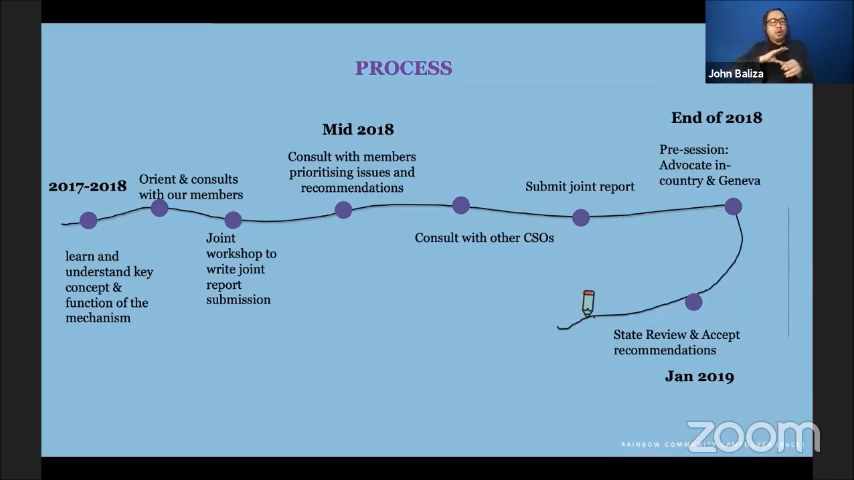 John Baliza
PROCESS
End of 2018
Mid 2018
Pre-session:
Advocate in-
country & Geneva
Consult with members
prioritising issues and
recommendations
2017-2018
Orient & consults
with our members
Submit joint report
Joint
workshop to
write joint
report
submission
Consult with other CSOs
learn and
understand key
concept &
function of the
mechanism
State Review & Accept
recommendations
Jan 2019
RAINBOW COMMUNITY
zoom